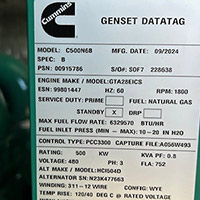 Cummins
GENSET DATATAG
MODEL: C500N6B MFG. DATE: 09/2024
SPEC: B
PSN: 00915786 S/O#: SOF7 228638
ENGINE MAKE / MODEL: GTA28EICS
ESN: 99801447 HZ: 60 RPM: 1800
SERVICE DUTY: PRIME FUEL: NATURAL GAS
STANDBY X DRP
MAX FUEL FLOW RATE: 6329570 BTU/HR
FUEL INLET PRESS (MIN - MAX): 10--20 IN H2O
CONTROL TYPE: PCC3300 CAPTURE FILE: A056W493
RATING: 500 KW KVA PF: 0.8
VOLTAGE: 480 PH: 3 FLA: 752
ALT MAKE / MODEL: HCI504D
ALTERNATOR S/N: N23K477663
WINDING: 311--12 WIRE CONFIG: WYE
TEMP RISE: 120/40 DEG C @ RATED VOLTAGE